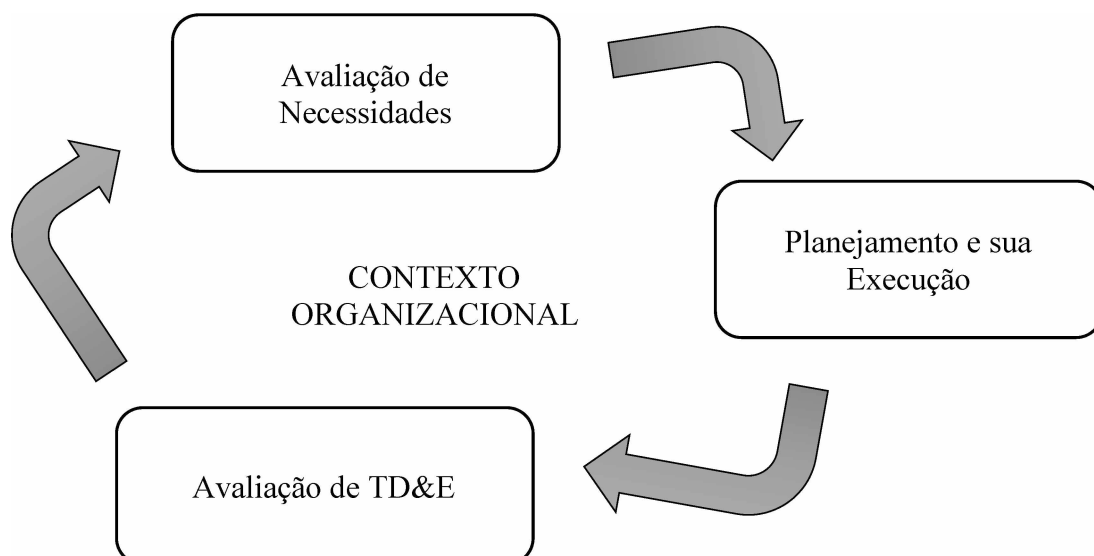 Avaliação de
Necessidades
Planejamento e sua
Execução
CONTEXTO
ORGANIZACIONAL
Avaliação de TD&E